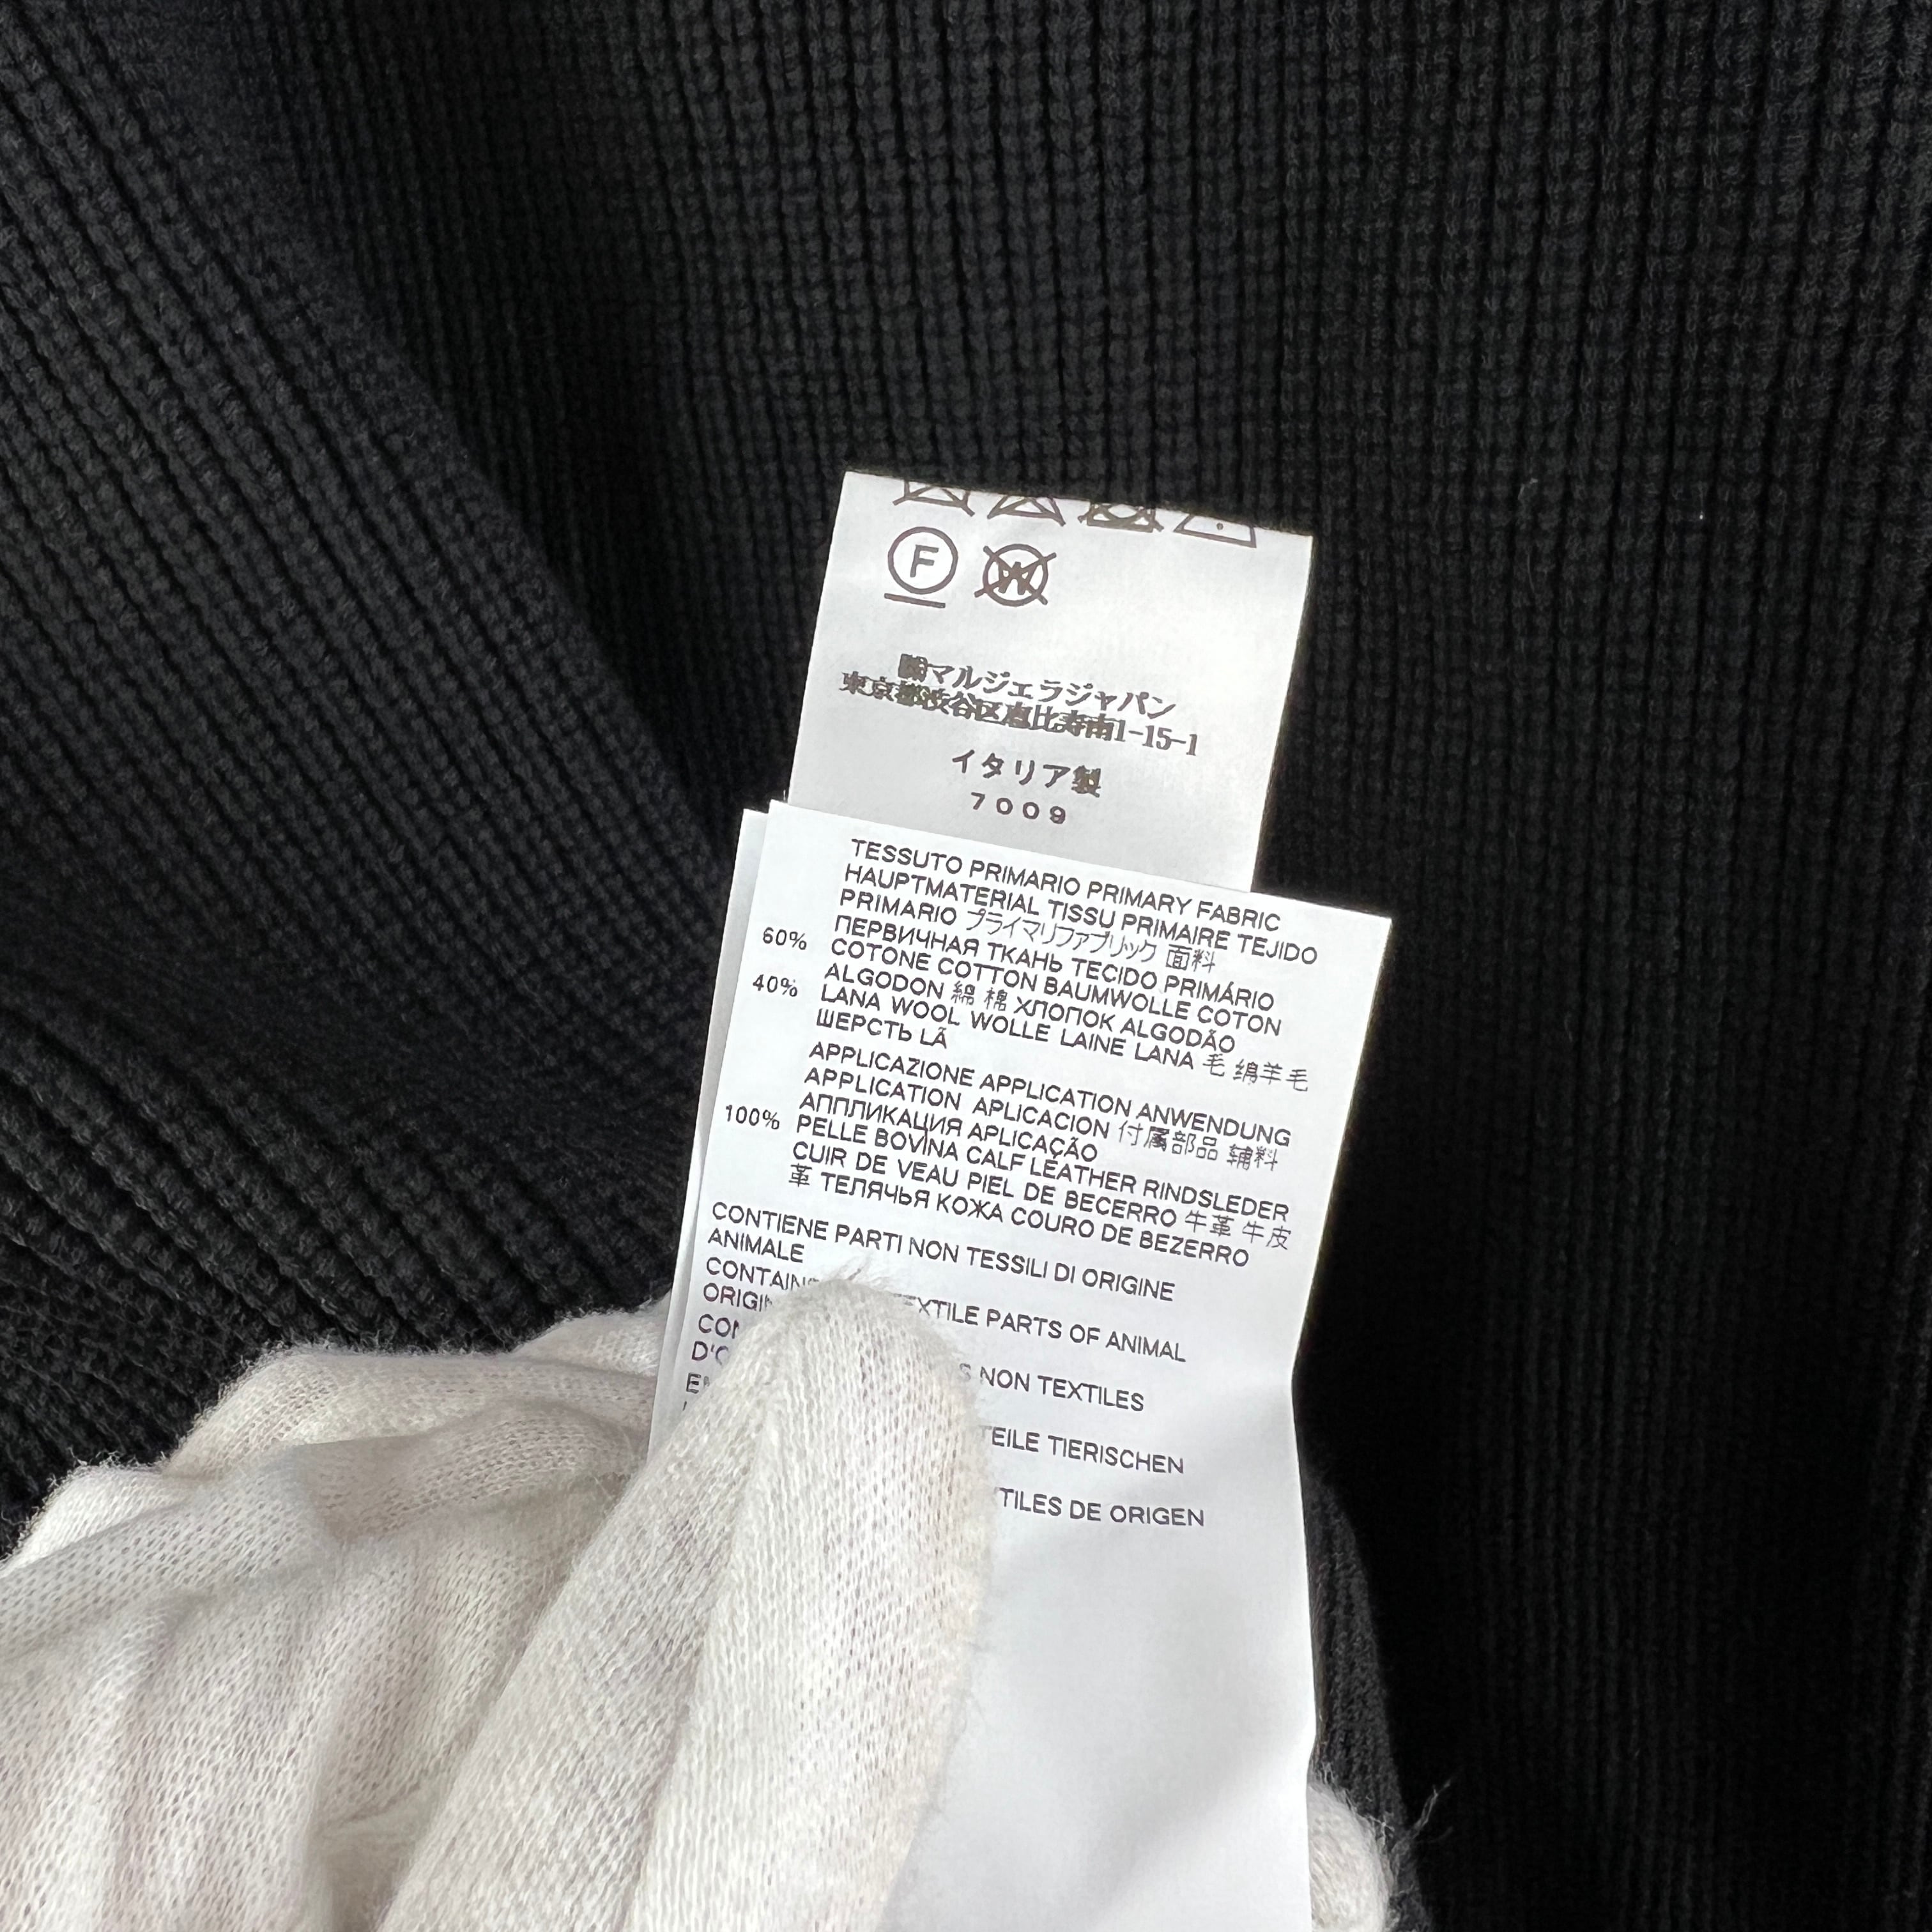 F W
㈱マルジェラジャパン
東京都渋谷区恵比寿南1-15-1
イタリア製
7009
TESSUTO PRIMARIO PRIMARY FABRIC
HAUPTMATERIAL TISSU PRIMAIRE TEJIDO
PRIMARIO プライマリファブリック 面料
ПЕРВИЧНАЯ ТКАНЬ TECIDO PRIMÁRIO
60% COTONE COTTON BAUMWOLLE COTON
ALGODON 綿 棉 ХЛОПОК ALGODÃO
40% LANA WOOL WOLLE LAINE LANA 毛 绵羊毛
ШЕРСТЬ LÃ
APPLICAZIONE APPLICATION ANWENDUNG
APPLICATION APLICACION 付属部品 辅料
АППЛИКАЦИЯ APLICAÇÃO
100% PELLE BOVINA CALF LEATHER RINDSLEDER
CUIR DE VEAU PIEL DE BECERRO 牛革 牛皮
革 ТЕЛЯЧЬЯ КОЖА COURO DE BEZERRO
CONTIENE PARTI NON TESSILI DI ORIGINE
ANIMALE
PARTS OF ANIMAL
NON TEXTILES
TIERISCHEN
DE ORIGEN